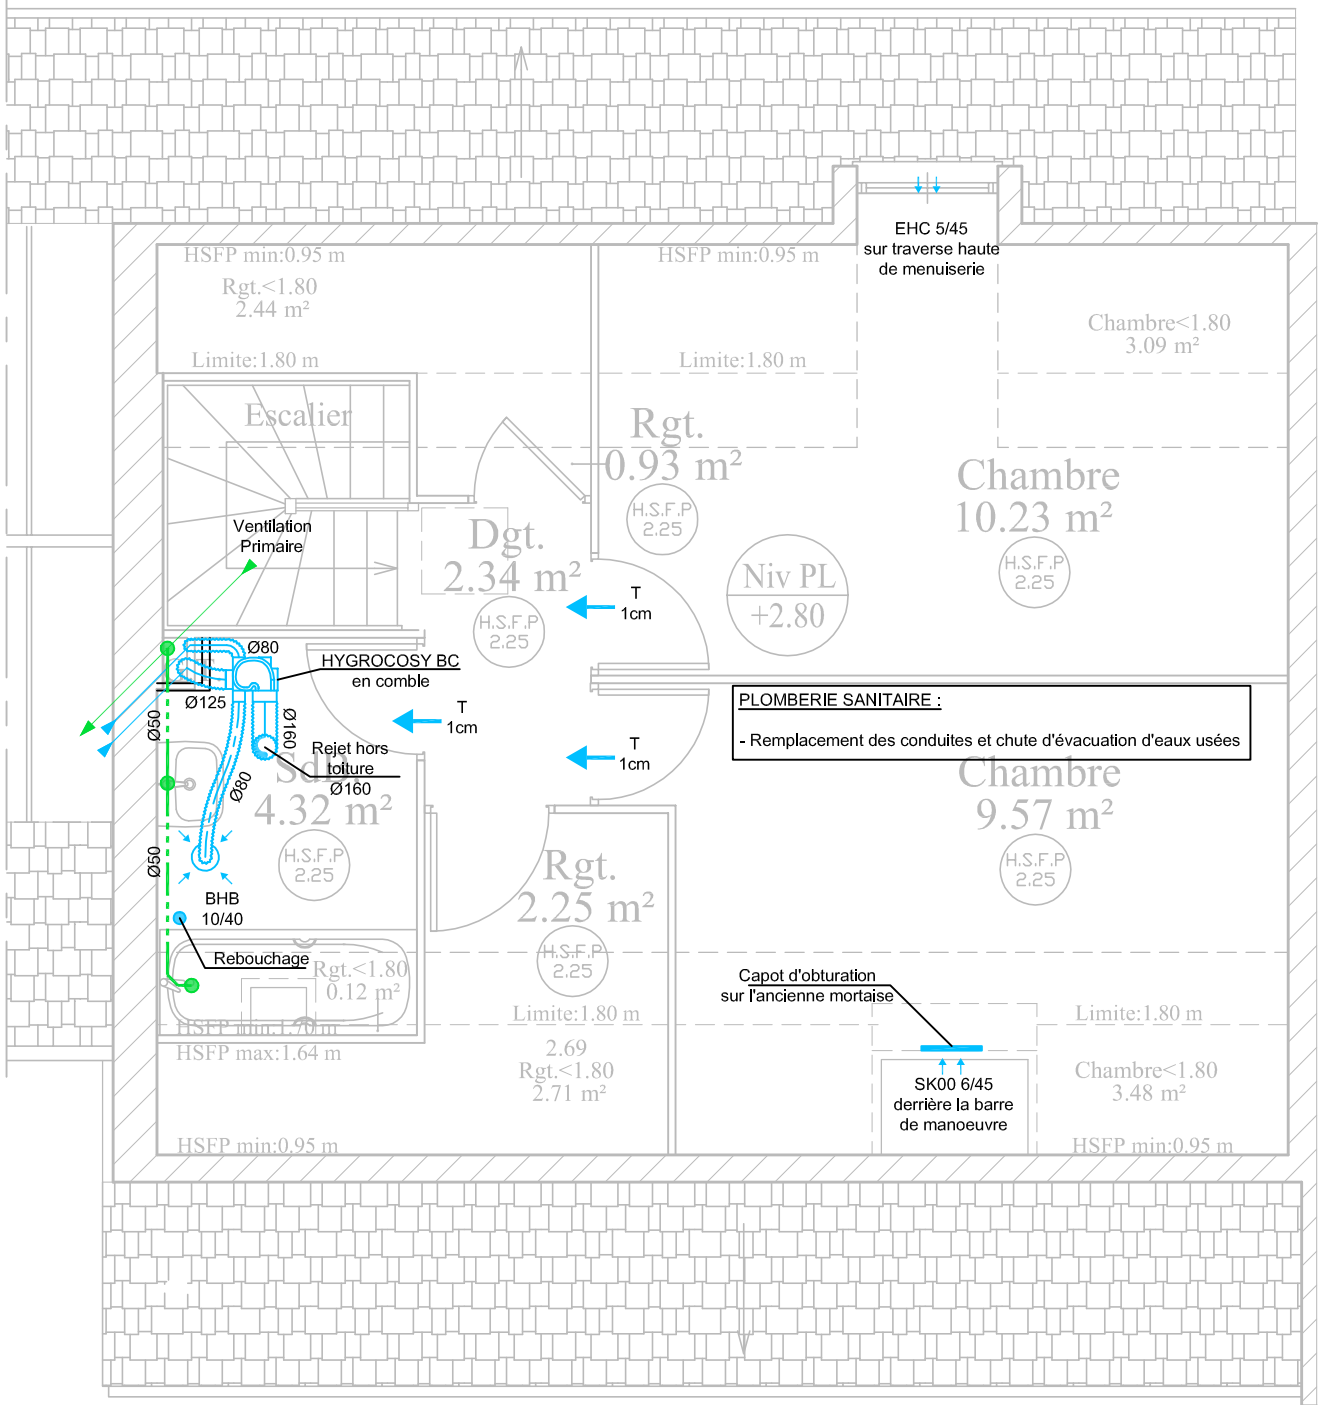 EHC 5/45
sur traverse haute
de menuiserie
HSFP min:0.95 m
HSFP min:0.95 m
Rgt.<1.80
2.44 m²
Chambre<1.80
3.09 m²
Limite:1.80 m
Limite:1.80 m
Escalier
Rgt.
0.93 m²
H.S.F.P
2.25
Chambre
10.23 m²
H.S.F.P
2.25
Ventilation
Primaire
Dgt.
2.34 m²
H.S.F.P
2.25
Niv PL
+2.80
T
1cm
Ø80
HYGROCOSY BC
en comble
Ø125
Ø50
Ø160
T
1cm
T
1cm
PLOMBERIE SANITAIRE :
- Remplacement des conduites et chute d'évacuation d'eaux usées
Rejet hors
toiture
Ø160
SdB.
4.32 m²
Ø80
H.S.F.P
2.25
Chambre
9.57 m²
H.S.F.P
2.25
Ø50
BHB
10/40
Rgt.
2.25 m²
H.S.F.P
2.25
Rebouchage
Rgt.<1.80
0.12 m²
Capot d'obturation
sur l'ancienne mortaise
Limite:1.80 m
Limite:1.80 m
HSFP min:1.70 m
HSFP max:1.64 m
2.69
Rgt.<1.80
2.71 m²
Chambre<1.80
3.48 m²
SK00 6/45
derrière la barre
de manoeuvre
HSFP min:0.95 m
HSFP min:0.95 m